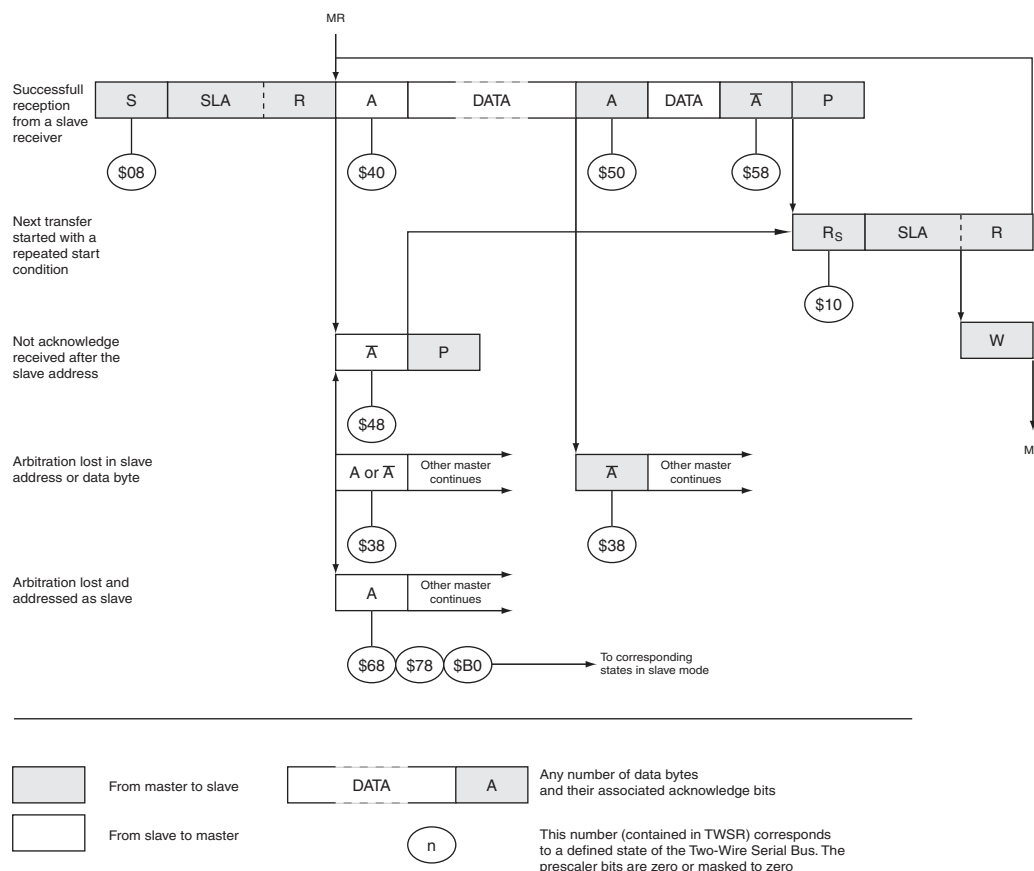 MR
Successfull
reception
from a slave
receiver
S SLA R A DATA A DATA A̅ P
$08 $40 $50 $58
Next transfer
started with a
repeated start
condition
RS SLA R
$10
Not acknowledge
received after the
slave address
A̅ P
W
$48
M
Arbitration lost in slave
address or data byte
A or A̅ Other master
continues
A̅ Other master
continues
$38 $38
Arbitration lost and
addressed as slave
A Other master
continues
$68 $78 $B0 To corresponding
states in slave mode
From master to slave
DATA A Any number of data bytes
and their associated acknowledge bits
From slave to master
n This number (contained in TWSR) corresponds
to a defined state of the Two-Wire Serial Bus. The
prescaler bits are zero or masked to zero